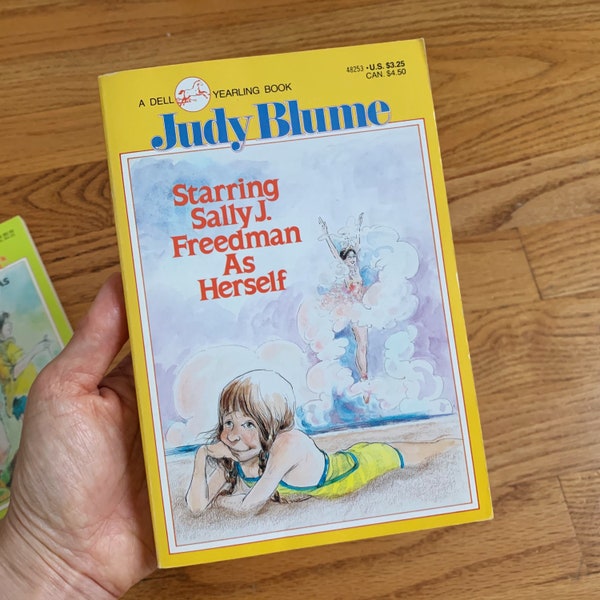 48253 • U.S. $3.25
CAN. $4.50
A DELL YEARLING BOOK
Judy Blume
Starring
Sally J.
Freedman
As
Herself